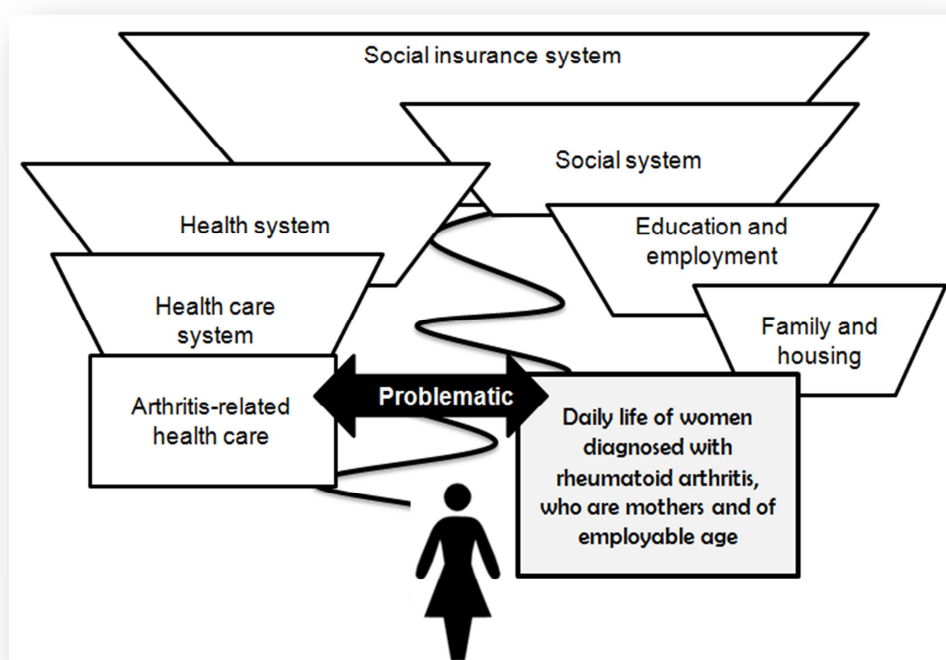 Social insurance system
Social system
Health system
Education and
employment
Health care
system
Family and
housing
Arthritis-related
health care
Problematic
Daily life of women
diagnosed with
rheumatoid arthritis,
who are mothers and of
employable age